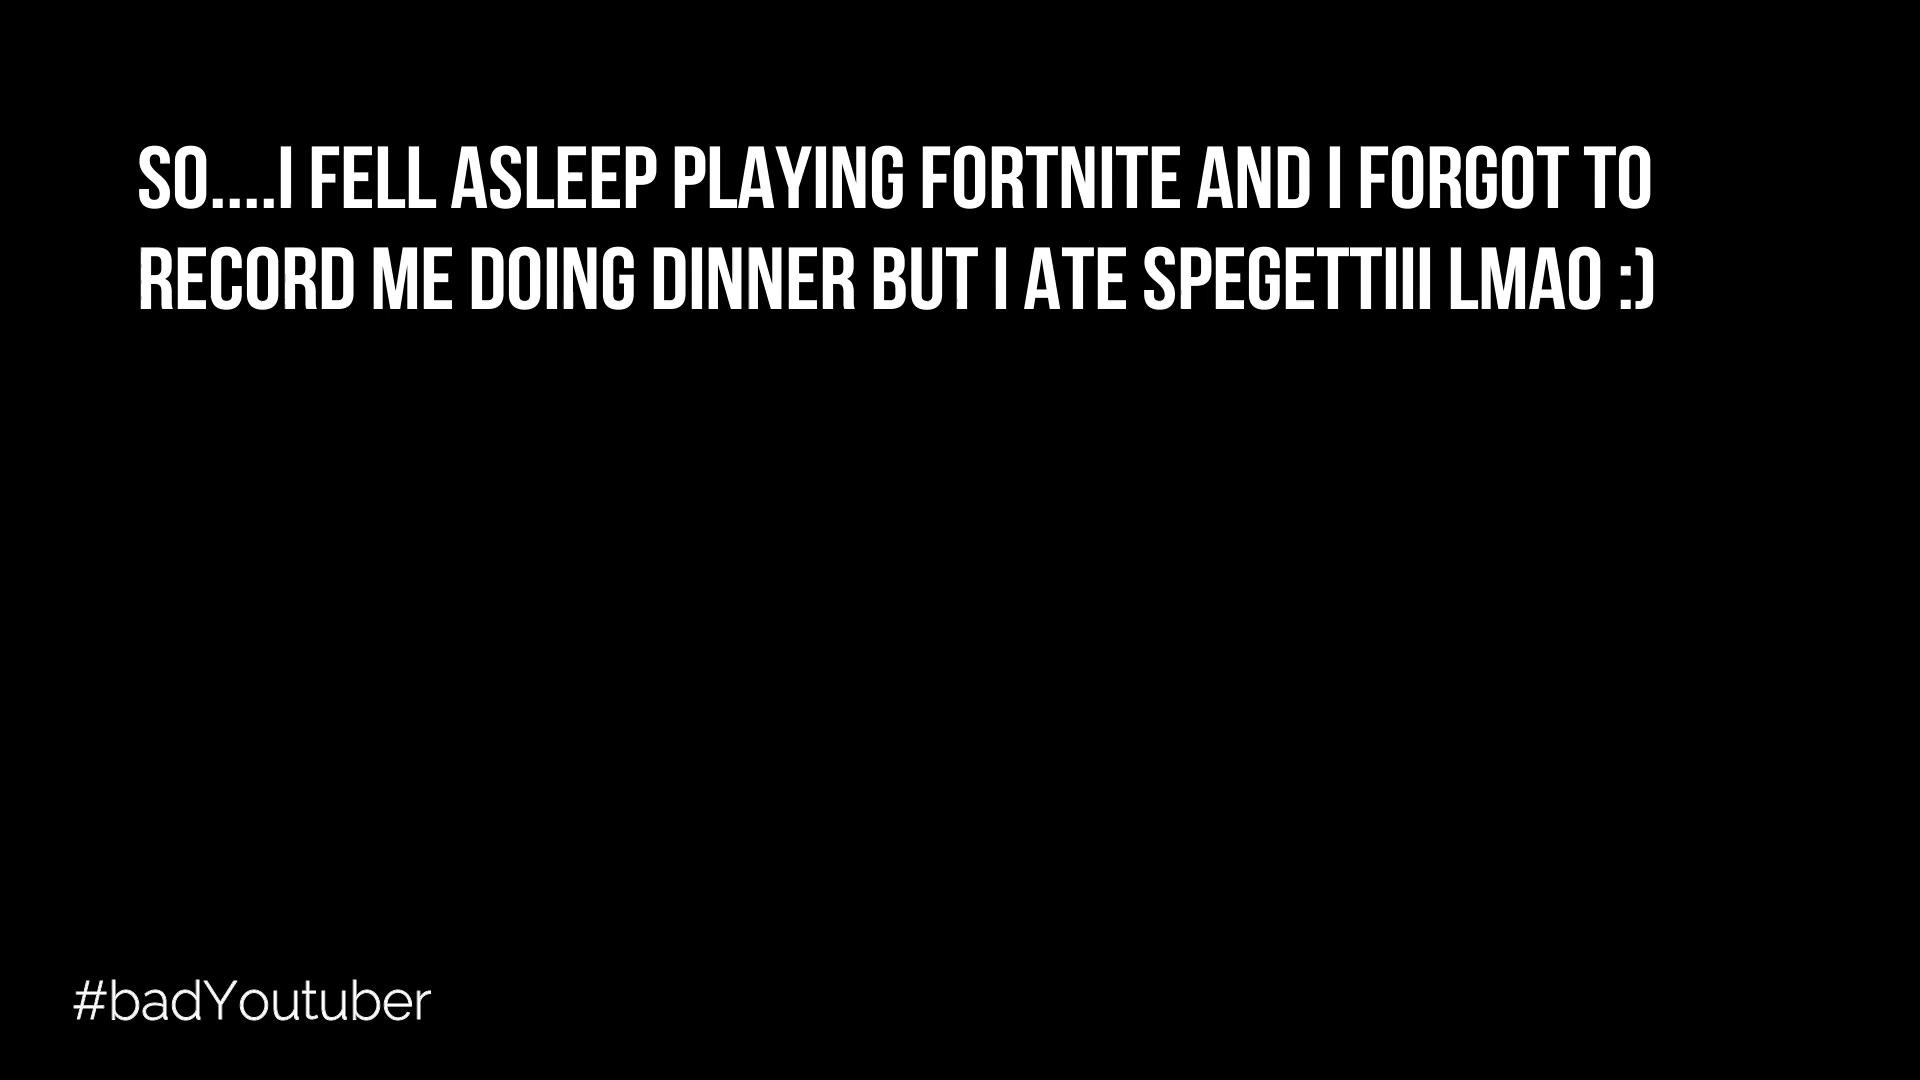 SO....I FELL ASLEEP PLAYING FORTNITE AND I FORGOT TO
RECORD ME DOING DINNER BUT I ATE SPEGETTIII LMAO :)
#badYoutuber